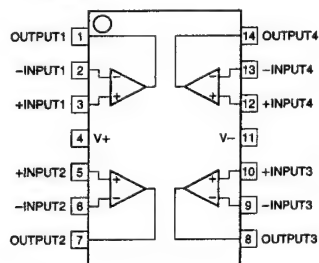 OUTPUT1 1 14 OUTPUT4
−INPUT1 2 − − 13 −INPUT4
+INPUT1 3 + + 12 +INPUT4
4 V+ V− 11
+INPUT2 5 + + 10 +INPUT3
−INPUT2 6 − − 9 −INPUT3
OUTPUT2 7 8 OUTPUT3